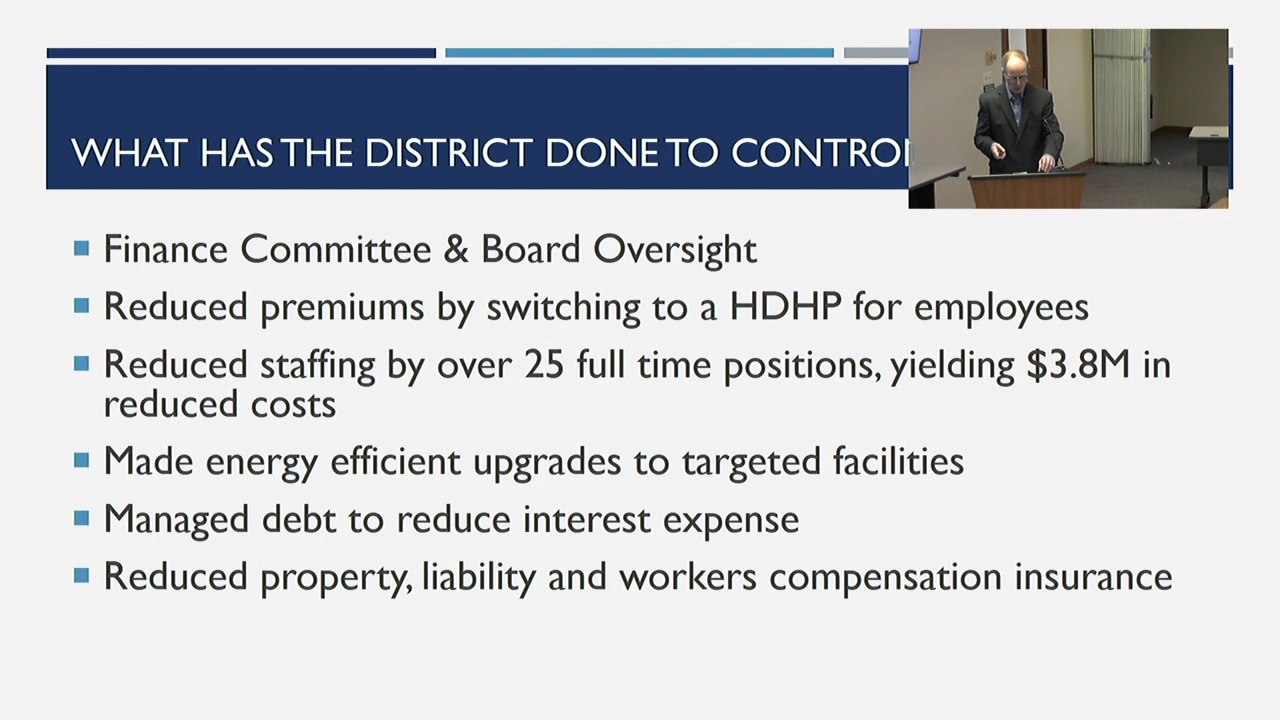 WHAT HAS THE DISTRICT DONE TO CONTROL
Finance Committee & Board Oversight
Reduced premiums by switching to a HDHP for employees
Reduced staffing by over 25 full time positions, yielding $3.8M in
reduced costs
Made energy efficient upgrades to targeted facilities
Managed debt to reduce interest expense
Reduced property, liability and workers compensation insurance